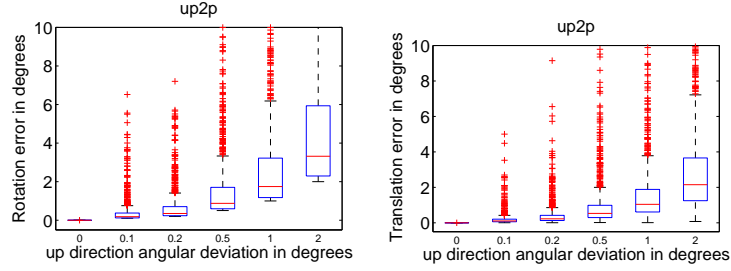 up2p
Rotation error in degrees
10
8
6
4
2
0
0 0.1 0.2 0.5 1 2
up direction angular deviation in degrees
up2p
Translation error in degrees
10
8
6
4
2
0
0 0.1 0.2 0.5 1 2
up direction angular deviation in degrees